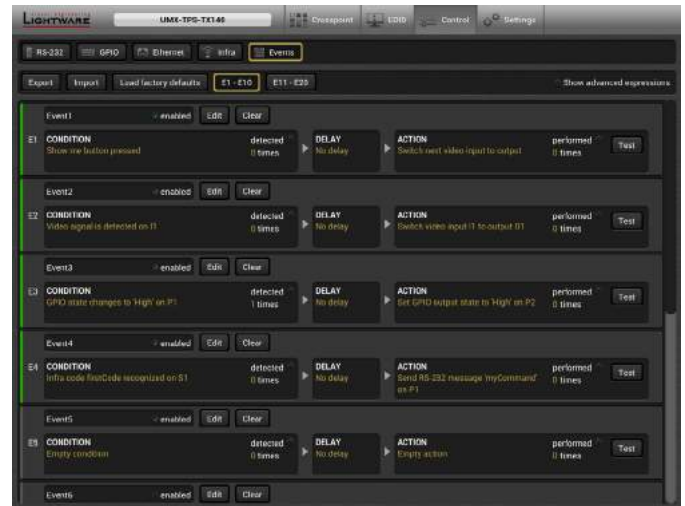 LIGHTWARE UMX-TPS-TX140 Crosspoint EDID Control Settings
RS-232 GPIO Ethernet Infra Events
Export Import Load factory defaults E1 - E10 E11 - E20 Show advanced expressions
Event1 enabled Edit Clear
E1 CONDITION detected DELAY ACTION performed Test
Show me button pressed 0 times No delay Switch next video input to output 0 times
Event2 enabled Edit Clear
E2 CONDITION detected DELAY ACTION performed Test
Video signal is detected on I1 0 times No delay Switch video input I1 to output O1 0 times
Event3 enabled Edit Clear
E3 CONDITION detected DELAY ACTION performed Test
GPIO state changes to 'High' on P1 1 times No delay Set GPIO output state to 'High' on P2 0 times
Event4 enabled Edit Clear
E4 CONDITION detected DELAY ACTION performed Test
Infra code firstCode recognized on S1 0 times No delay Send RS-232 message 'myCommand' 0 times
on P1
Event5 enabled Edit Clear
E5 CONDITION detected DELAY ACTION performed Test
Empty condition 0 times No delay Empty action 0 times
Event6 enabled Edit Clear